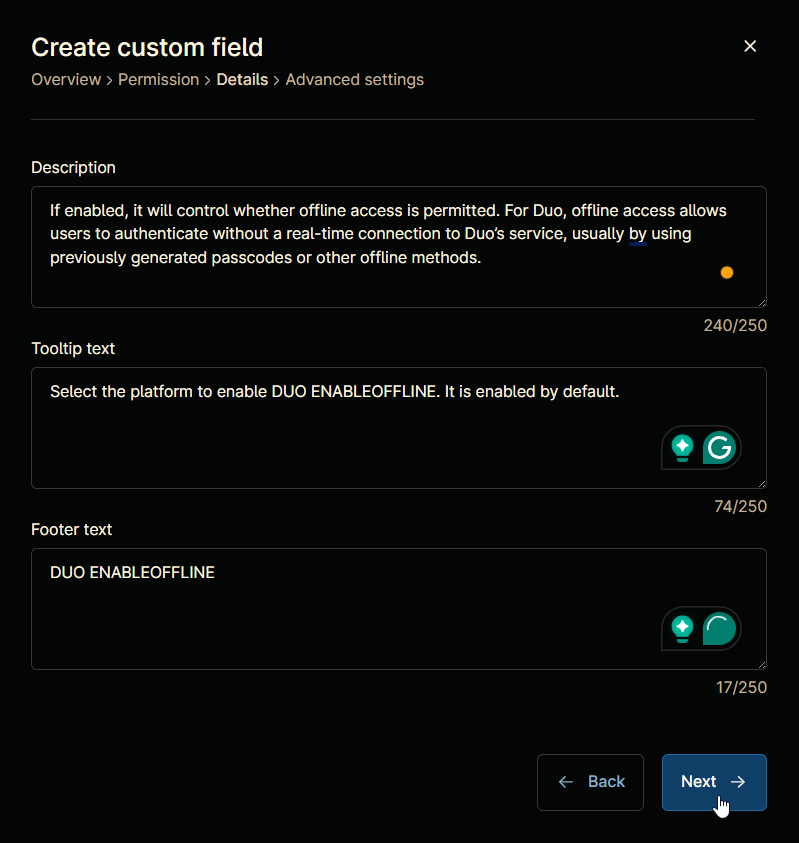 Create custom field
Overview > Permission > Details > Advanced settings
Description
If enabled, it will control whether offline access is permitted. For Duo, offline access allows
users to authenticate without a real-time connection to Duo’s service, usually by using
previously generated passcodes or other offline methods.
240/250
Tooltip text
Select the platform to enable DUO ENABLEOFFLINE. It is enabled by default.
74/250
Footer text
DUO ENABLEOFFLINE
17/250
← Back
Next →